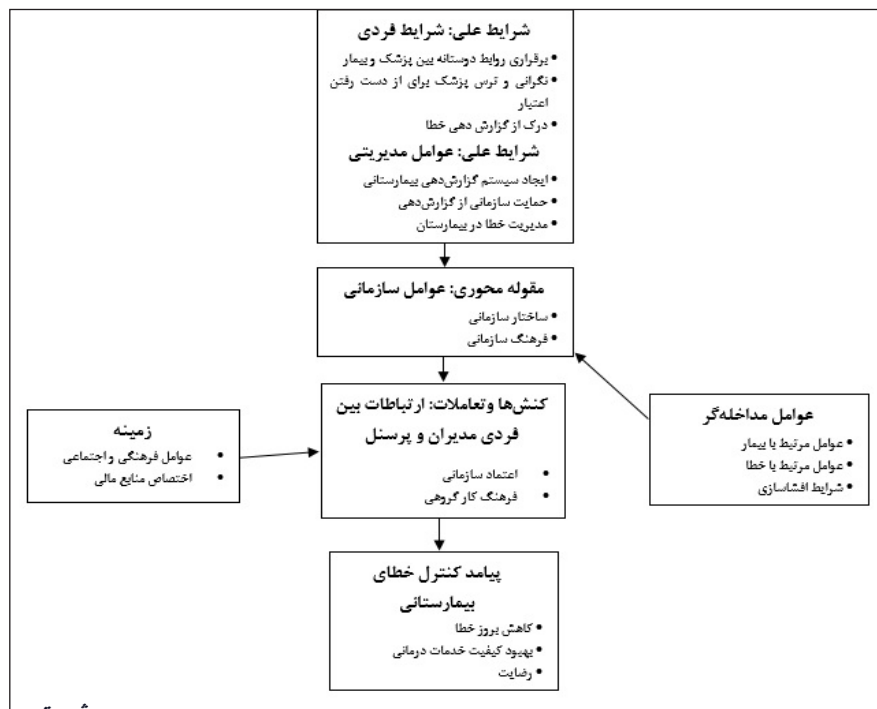 شرایط علی: شرایط فردی
• برقراری روابط دوستانه بین پزشک و بیمار
• نگرانی و ترس پزشک برای از دست رفتن
اعتبار
• درک از گزارش دهی خطا
شرایط علی: عوامل مدیریتی
• ایجاد سیستم گزارش‌دهی بیمارستانی
• حمایت سازمانی از گزارش‌دهی
• مدیریت خطا در بیمارستان
مقوله محوری: عوامل سازمانی
• ساختار سازمانی
• فرهنگ سازمانی
کنش‌ها وتعاملات: ارتباطات بین
فردی مدیران و پرسنل
• اعتماد سازمانی
• فرهنگ کار گروهی
عوامل مداخله‌گر
• عوامل مرتبط با بیمار
• عوامل مرتبط با خطا
• شرایط افشاسازی
زمینه
• عوامل فرهنگی و اجتماعی
• اختصاص منابع مالی
پیامد کنترل خطای
بیمارستانی
• کاهش بروز خطا
• بهبود کیفیت خدمات درمانی
• رضایت